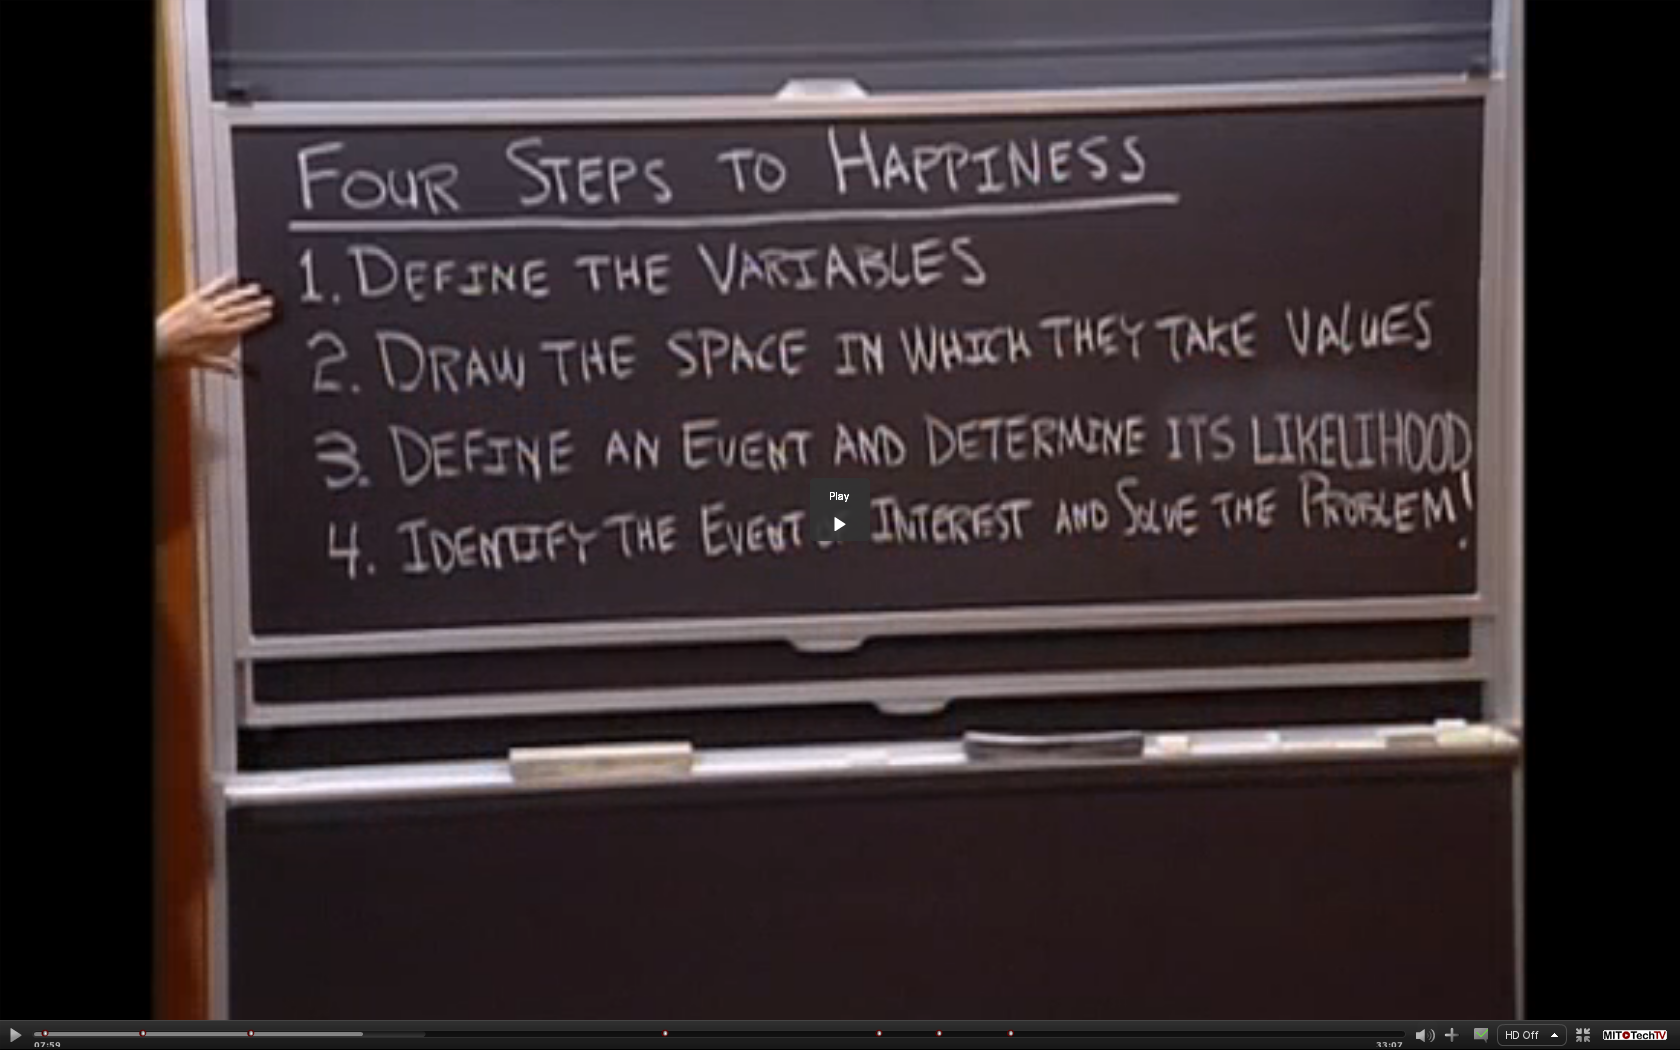 FOUR STEPS TO HAPPINESS
1. DEFINE THE VARIABLES
2. DRAW THE SPACE IN WHICH THEY TAKE VALUES
3. DEFINE AN EVENT AND DETERMINE ITS LIKELIHOOD
4. IDENTIFY THE EVENT INTEREST AND SOLVE THE PROBLEM!
Play
07:59
33:07
HD Off
MIT TechTV